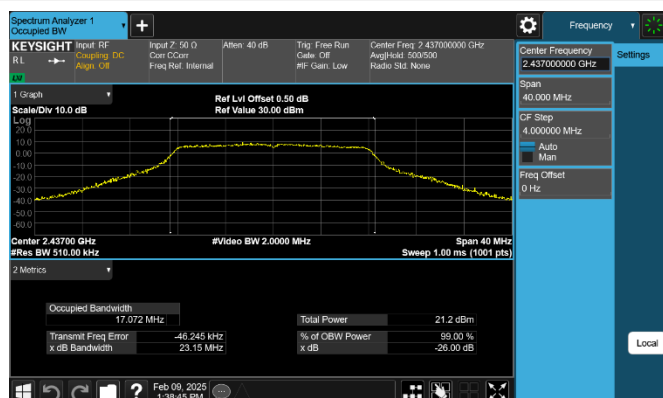 Spectrum Analyzer 1
Occupied BW
+
Frequency
KEYSIGHT
R L
LXI
Input: RF
Coupling: DC
Align: Off
Input Z: 50 Ω
Corr CCorr
Freq Ref: Internal
Atten: 40 dB
Trig: Free Run
Gate: Off
#IF Gain: Low
Center Freq: 2.437000000 GHz
Avg|Hold: 500/500
Radio Std: None
Center Frequency
2.437000000 GHz
Settings
Span
40.000 MHz
CF Step
4.000000 MHz
Auto
Man
Freq Offset
0 Hz
1 Graph
Scale/Div 10.0 dB
Ref Lvl Offset 0.50 dB
Ref Value 30.00 dBm
Log
20.0
10.0
0.00
-10.0
-20.0
-30.0
-40.0
-50.0
-60.0
Center 2.43700 GHz
#Video BW 2.0000 MHz
Span 40 MHz
#Res BW 510.00 kHz
Sweep 1.00 ms (1001 pts)
2 Metrics
Occupied Bandwidth
17.072 MHz
Total Power 21.2 dBm
Transmit Freq Error -46.245 kHz
% of OBW Power 99.00 %
x dB Bandwidth 23.15 MHz
x dB -26.00 dB
Local
?
Feb 09, 2025
1:38:45 PM